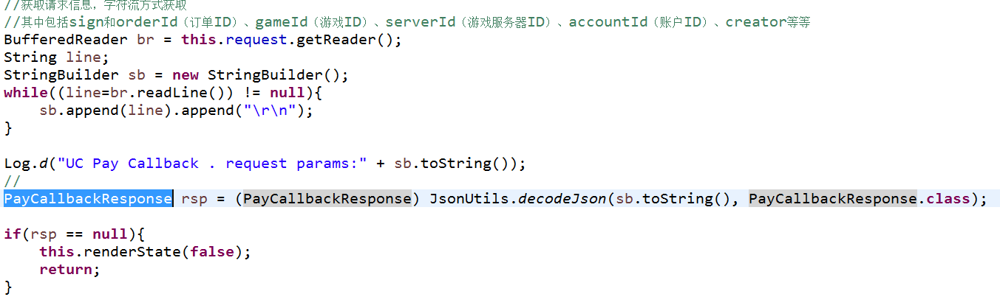 //获取请求信息，字符流方式获取
//其中包括sign和orderId（订单ID）、gameId（游戏ID）、serverId（游戏服务器ID）、accountId（账户ID）、creator等等
BufferedReader br = this.request.getReader();
String line;
StringBuilder sb = new StringBuilder();
while((line=br.readLine()) != null){
    sb.append(line).append("\r\n");
}
Log.d("UC Pay Callback . request params:" + sb.toString());
//
PayCallbackResponse rsp = (PayCallbackResponse) JsonUtils.decodeJson(sb.toString(), PayCallbackResponse.class);
if(rsp == null){
    this.renderState(false);
    return;
}